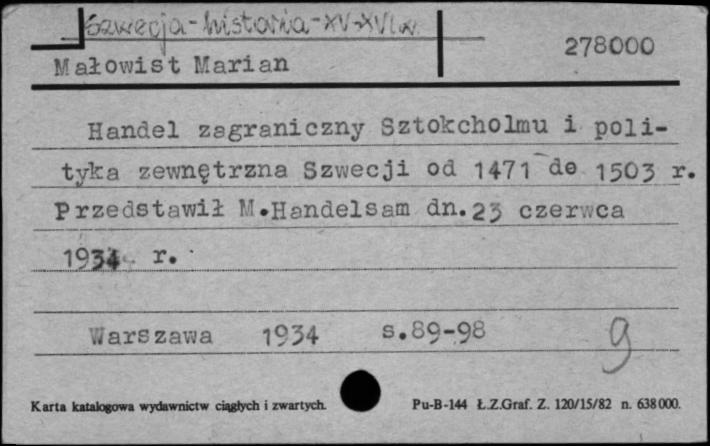 Szwecja-historia-XV-XVI w.
278000
Małowist Marian
Handel zagraniczny Sztokcholmu i poli-
tyka zewnętrzna Szwecji od 1471 do 1503 r.
Przedstawił M.Handelsam dn.23 czerwca
1934 r.
Warszawa 1934 s.89-98
g
Karta katalogowa wydawnictw ciągłych i zwartych.
Pu-B-144 Ł.Z.Graf. Z. 120/15/82 n. 638000.